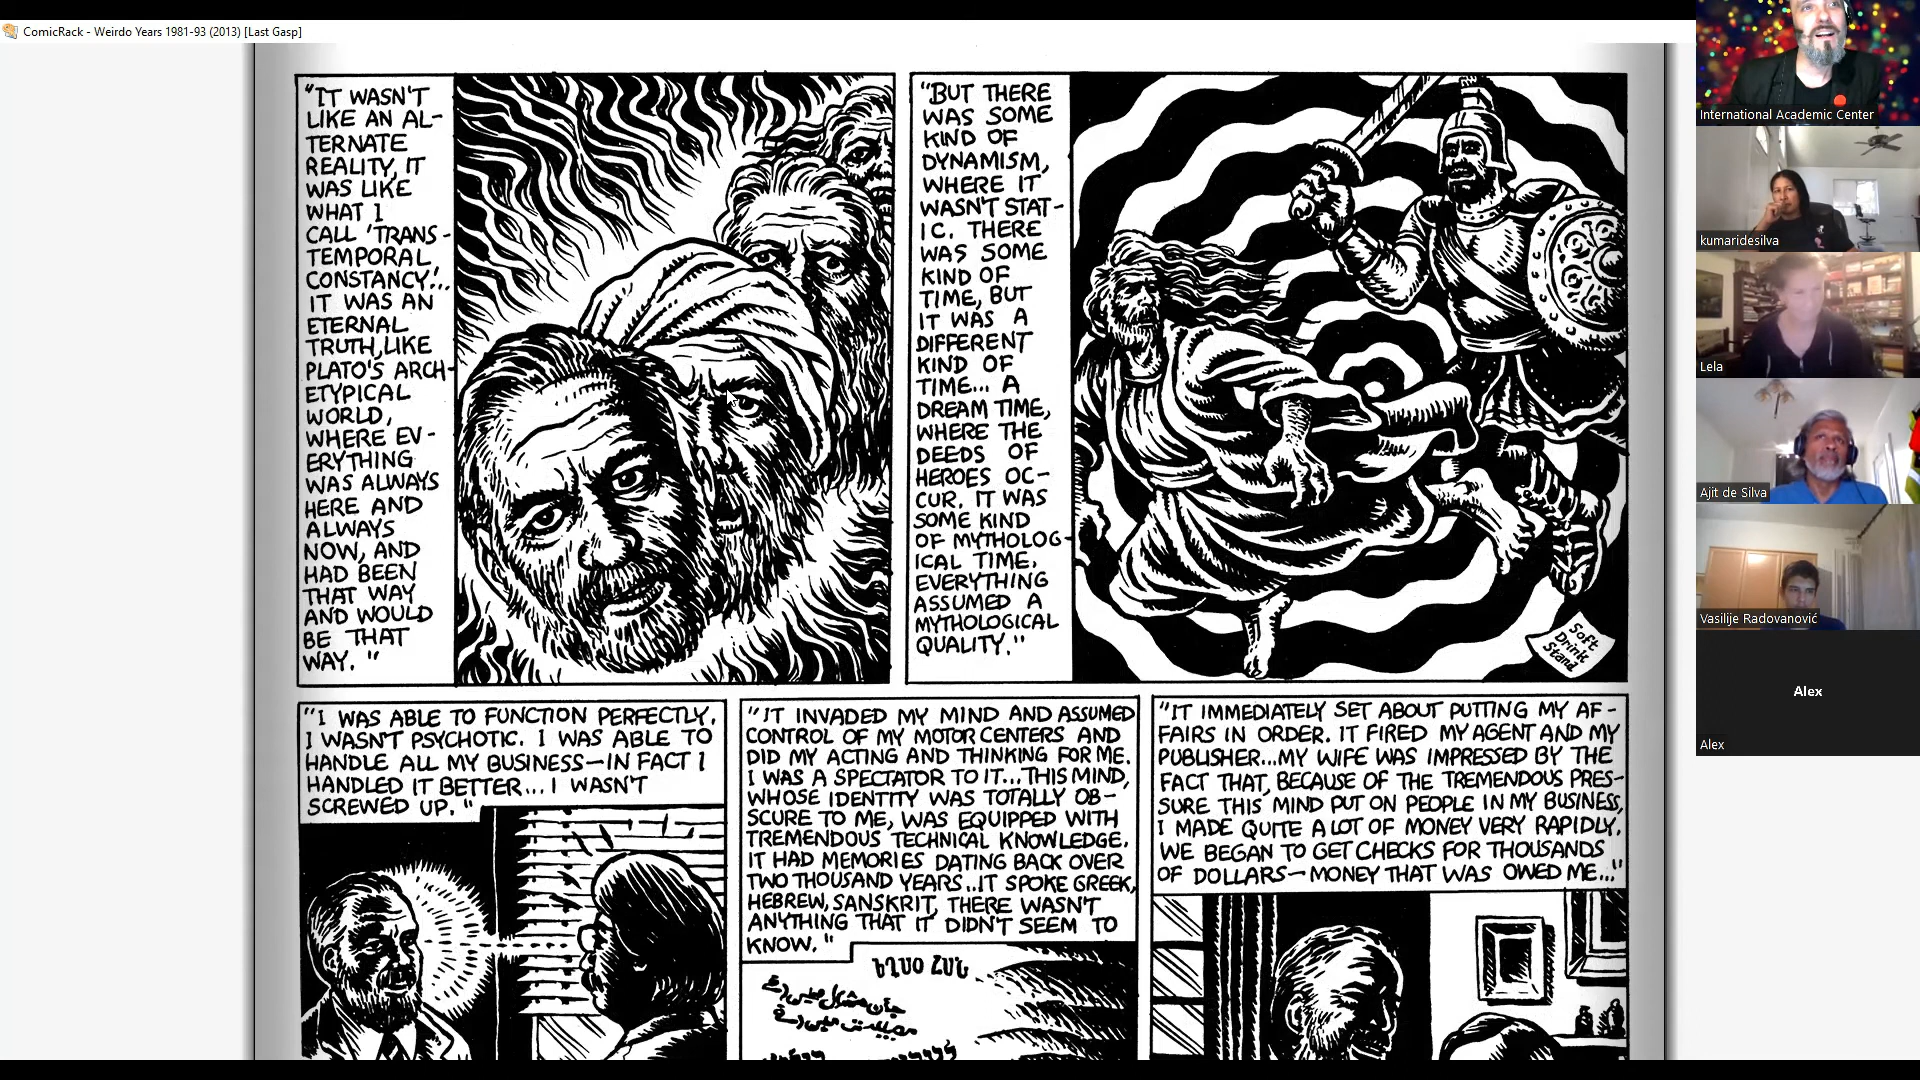 ComicRack - Weirdo Years 1981-93 (2013) [Last Gasp]
"IT WASN'T
LIKE AN AL-
TERNATE
REALITY, IT
WAS LIKE
WHAT I
CALL 'TRANS-
TEMPORAL
CONSTANCY.'..
IT WAS AN
ETERNAL
TRUTH, LIKE
PLATO'S ARCH-
ETYPICAL
WORLD,
WHERE EV-
ERYTHING
WAS ALWAYS
HERE AND
ALWAYS
NOW, AND
HAD BEEN
THAT WAY
AND WOULD
BE THAT
WAY. "
"BUT THERE
WAS SOME
KIND OF
DYNAMISM,
WHERE IT
WASN'T STAT-
IC. THERE
WAS SOME
KIND OF
TIME, BUT
IT WAS A
DIFFERENT
KIND OF
TIME... A
DREAM TIME,
WHERE THE
DEEDS OF
HEROES OC-
CUR. IT WAS
SOME KIND
OF MYTHOLOG-
ICAL TIME.
EVERYTHING
ASSUMED A
MYTHOLOGICAL
QUALITY."
Soft
Drink
Stand
"I WAS ABLE TO FUNCTION PERFECTLY.
I WASN'T PSYCHOTIC. I WAS ABLE TO
HANDLE ALL MY BUSINESS—IN FACT I
HANDLED IT BETTER... I WASN'T
SCREWED UP. "
"IT INVADED MY MIND AND ASSUMED
CONTROL OF MY MOTOR CENTERS AND
DID MY ACTING AND THINKING FOR ME.
I WAS A SPECTATOR TO IT... THIS MIND,
WHOSE IDENTITY WAS TOTALLY OB-
SCURE TO ME, WAS EQUIPPED WITH
TREMENDOUS TECHNICAL KNOWLEDGE.
IT HAD MEMORIES DATING BACK OVER
TWO THOUSAND YEARS..IT SPOKE GREEK,
HEBREW, SANSKRIT, THERE WASN'T
ANYTHING THAT IT DIDN'T SEEM TO
KNOW. "
"IT IMMEDIATELY SET ABOUT PUTTING MY AF-
FAIRS IN ORDER. IT FIRED MY AGENT AND MY
PUBLISHER...MY WIFE WAS IMPRESSED BY THE
FACT THAT, BECAUSE OF THE TREMENDOUS PRES-
SURE THIS MIND PUT ON PEOPLE IN MY BUSINESS,
I MADE QUITE A LOT OF MONEY VERY RAPIDLY.
WE BEGAN TO GET CHECKS FOR THOUSANDS
OF DOLLARS—MONEY THAT WAS OWED ME..."
International Academic Center
kumaridesilva
Lela
Ajit de Silva
Vasilije Radovanović
Alex
Alex